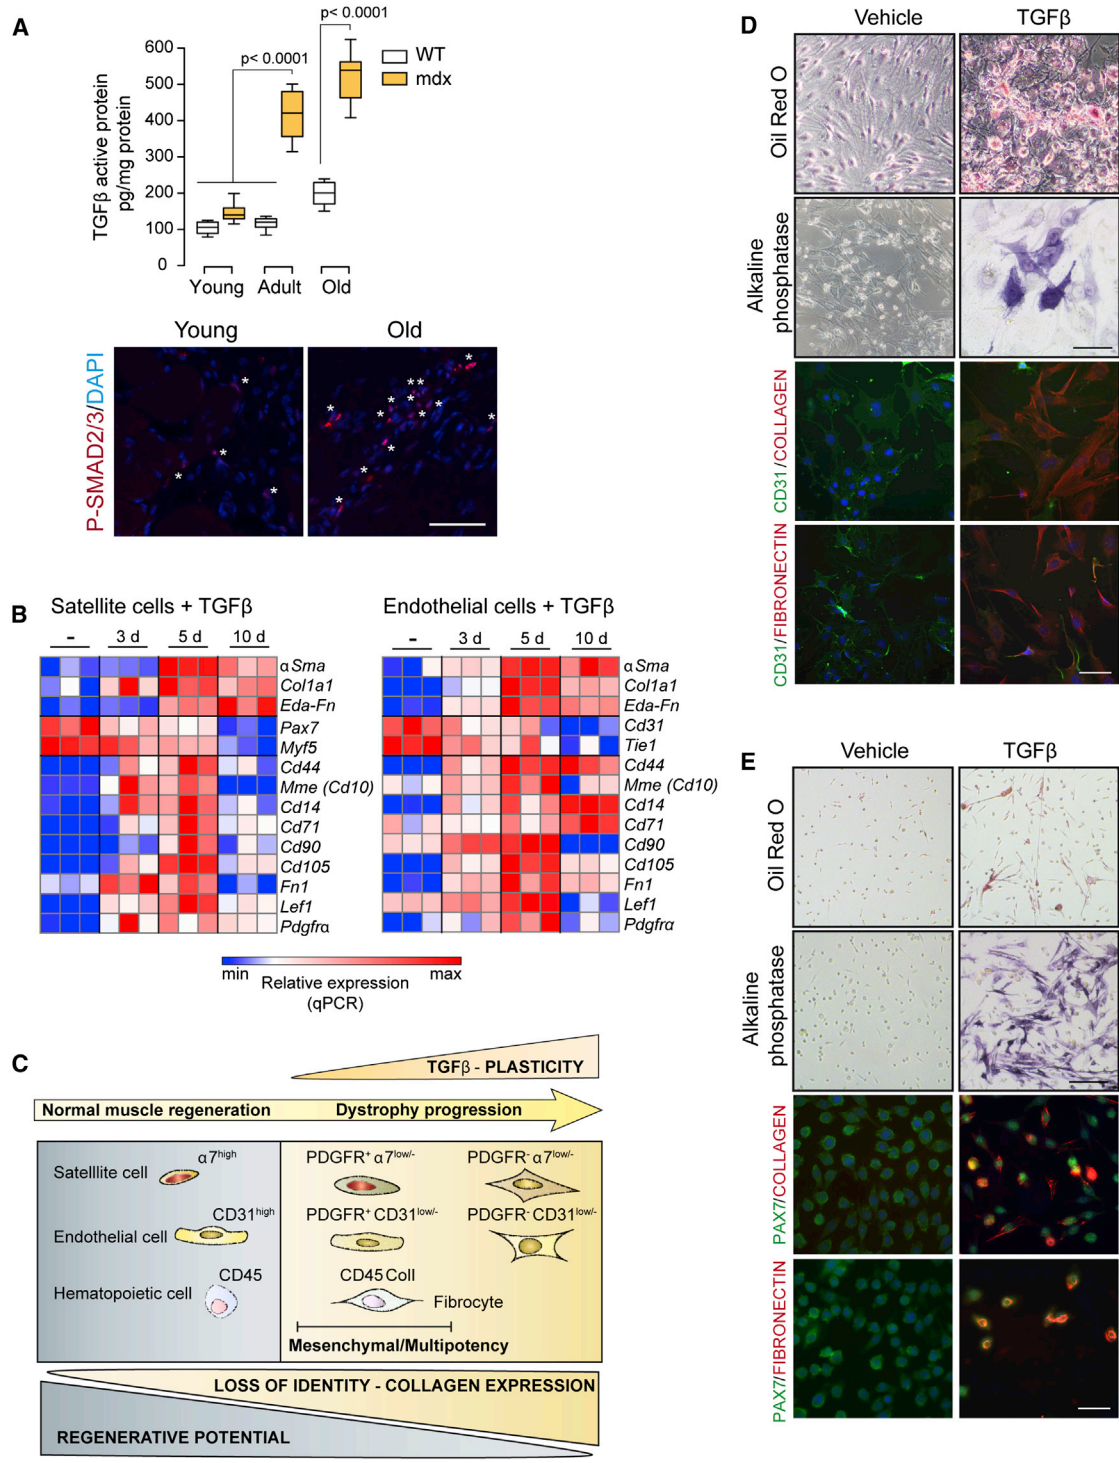 A
p< 0.0001
p< 0.0001
WT
mdx
TGFβ active protein
pg/mg protein
600
500
400
300
200
100
0
Young
Adult
Old
Young
Old
P-SMAD2/3/DAPI
* * * *
* * * * * * * * * * * * *
B
Satellite cells + TGFβ
– 3 d 5 d 10 d
αSma
Col1a1
Eda-Fn
Pax7
Myf5
Cd44
Mme (Cd10)
Cd14
Cd71
Cd90
Cd105
Fn1
Lef1
Pdgfrα
Endothelial cells + TGFβ
– 3 d 5 d 10 d
αSma
Col1a1
Eda-Fn
Cd31
Tie1
Cd44
Mme (Cd10)
Cd14
Cd71
Cd90
Cd105
Fn1
Lef1
Pdgfrα
min
max
Relative expression
(qPCR)
C
TGFβ - PLASTICITY
Normal muscle regeneration
Dystrophy progression
Satelllite cell
α7high
PDGFR+ α7low/-
PDGFR- α7low/-
Endothelial cell
CD31high
PDGFR+ CD31low/-
PDGFR- CD31low/-
Hematopoietic cell
CD45
CD45 Coll
Fibrocyte
Mesenchymal/Multipotency
LOSS OF IDENTITY - COLLAGEN EXPRESSION
REGENERATIVE POTENTIAL
D
Vehicle
TGFβ
Oil Red O
Alkaline
phosphatase
CD31/COLLAGEN
CD31/FIBRONECTIN
E
Vehicle
TGFβ
Oil Red O
Alkaline
phosphatase
PAX7/COLLAGEN
PAX7/FIBRONECTIN